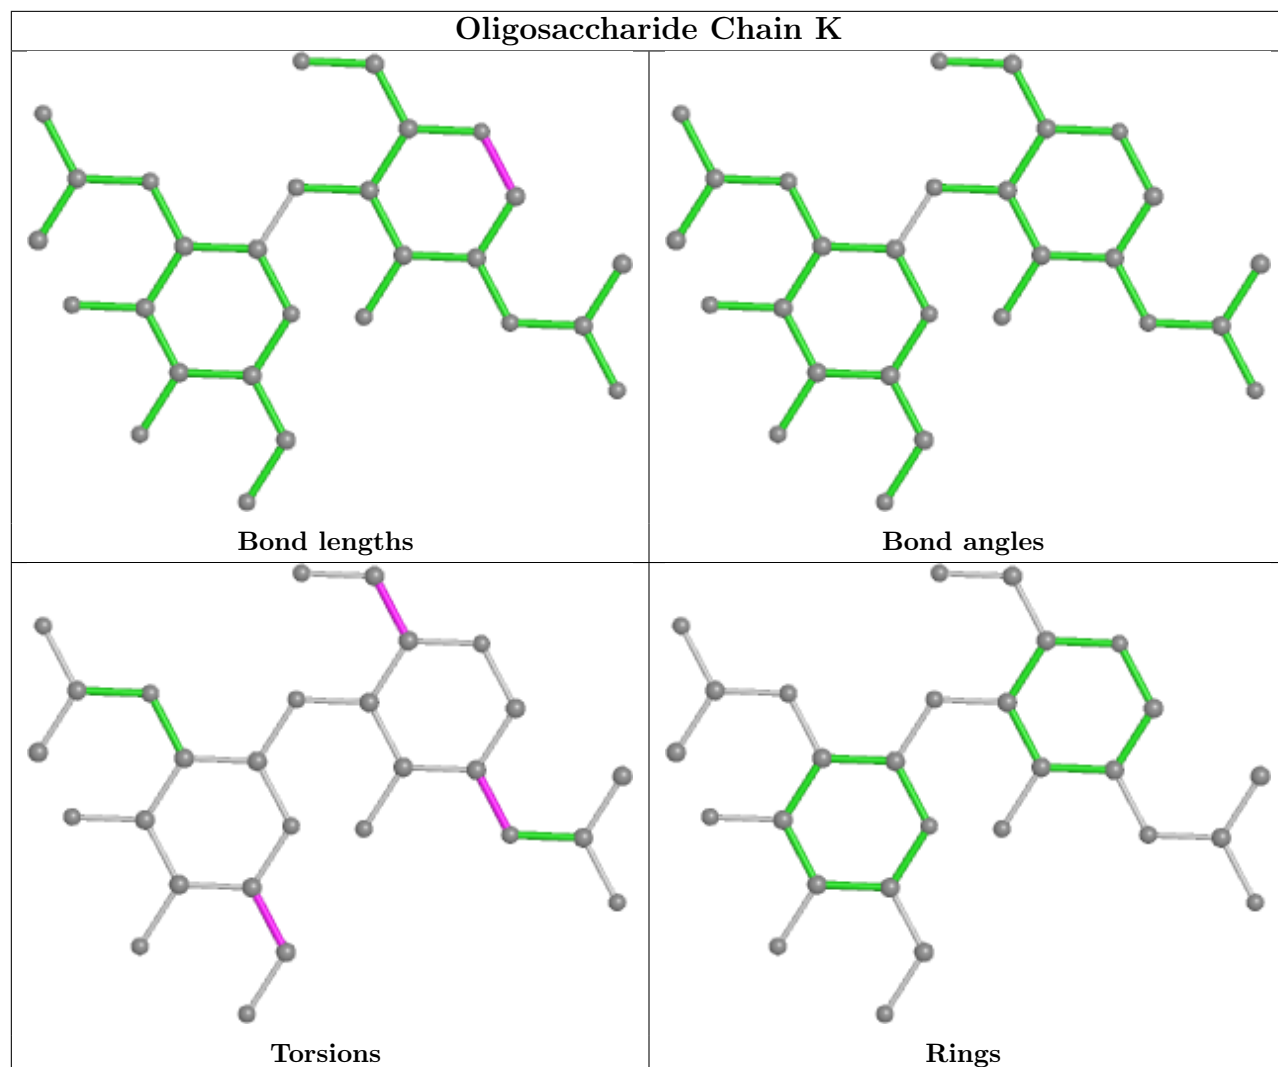 Oligosaccharide Chain K
Bond lengths
Bond angles
Torsions
Rings